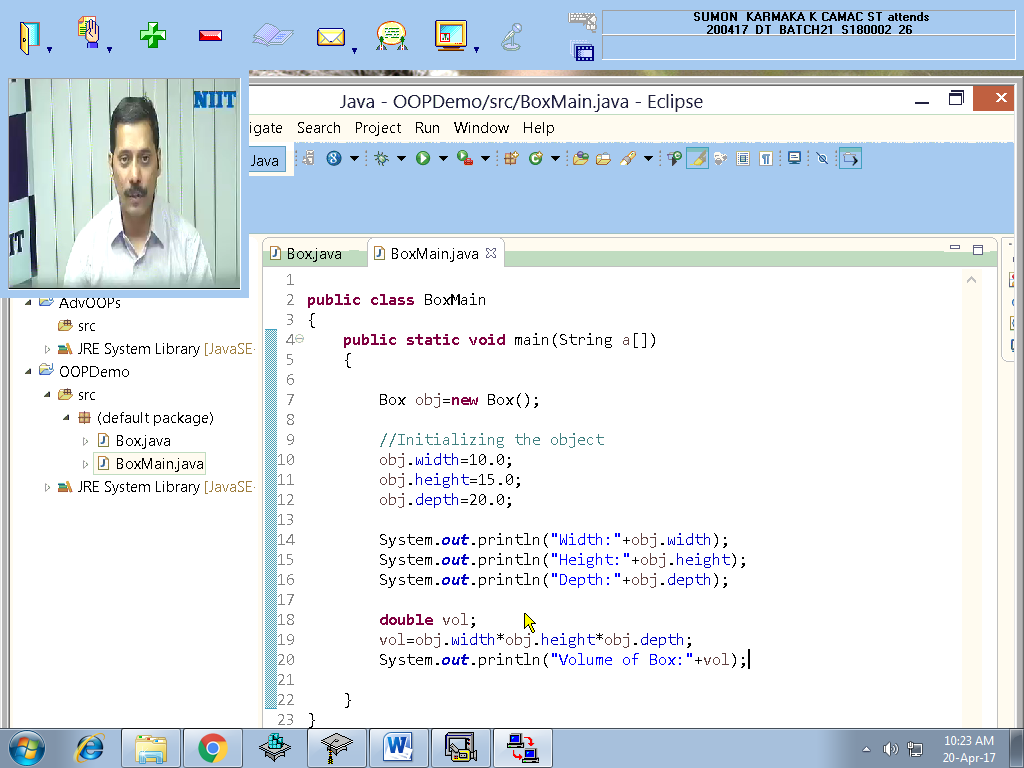 SUMON KARMAKA K CAMAC ST attends
200417 DT BATCH21 S180002 26
NIIT
IT
Java - OOPDemo/src/BoxMain.java - Eclipse
igate Search Project Run Window Help
Java
Box.java
BoxMain.java
AdvOOPs
src
JRE System Library [JavaSE-
OOPDemo
src
(default package)
Box.java
BoxMain.java
JRE System Library [JavaSE-
1
2 public class BoxMain
3 {
4 public static void main(String a[])
5 {
6
7 Box obj=new Box();
8
9 //Initializing the object
10 obj.width=10.0;
11 obj.height=15.0;
12 obj.depth=20.0;
13
14 System.out.println("Width:"+obj.width);
15 System.out.println("Height:"+obj.height);
16 System.out.println("Depth:"+obj.depth);
17
18 double vol;
19 vol=obj.width*obj.height*obj.depth;
20 System.out.println("Volume of Box:"+vol);
21
22 }
23 }
10:23 AM
20-Apr-17